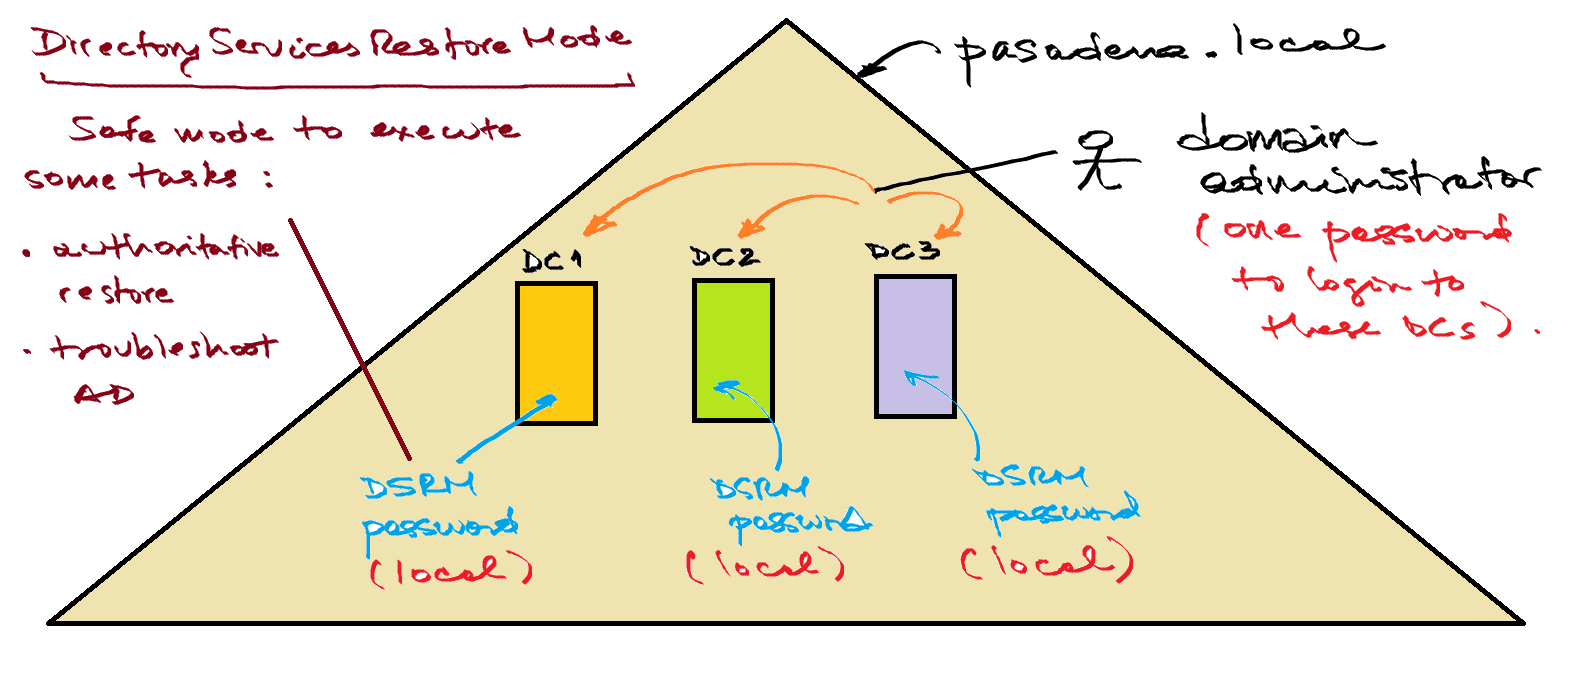 Directory Services Restore Mode
Safe mode to execute
some tasks :
. authoritative
restore
. troubleshoot
AD
pasadena.local
domain
administrator
(one password
to login to
these DCs).
DC1
DC2
DC3
DSRM
password
(local)
DSRM
password
(local)
DSRM
password
(local)